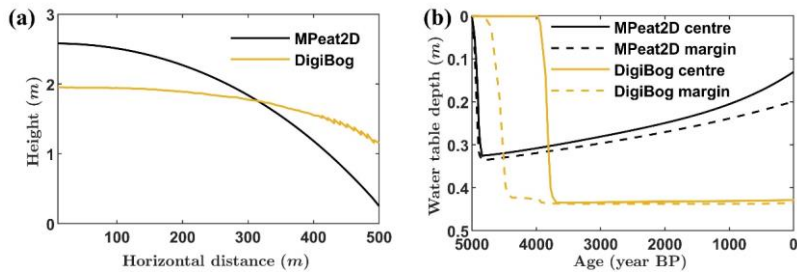 (a)
MPeat2D
DigiBog
Height (m)
3
2
1
0
100
200
300
400
500
Horizontal distance (m)
(a)
MPeat2D centre
MPeat2D margin
DigiBog centre
DigiBog margin
Water table depth (m)
0
0.1
0.2
0.3
0.4
0.5
5000
4000
3000
2000
1000
0
Age (year BP)